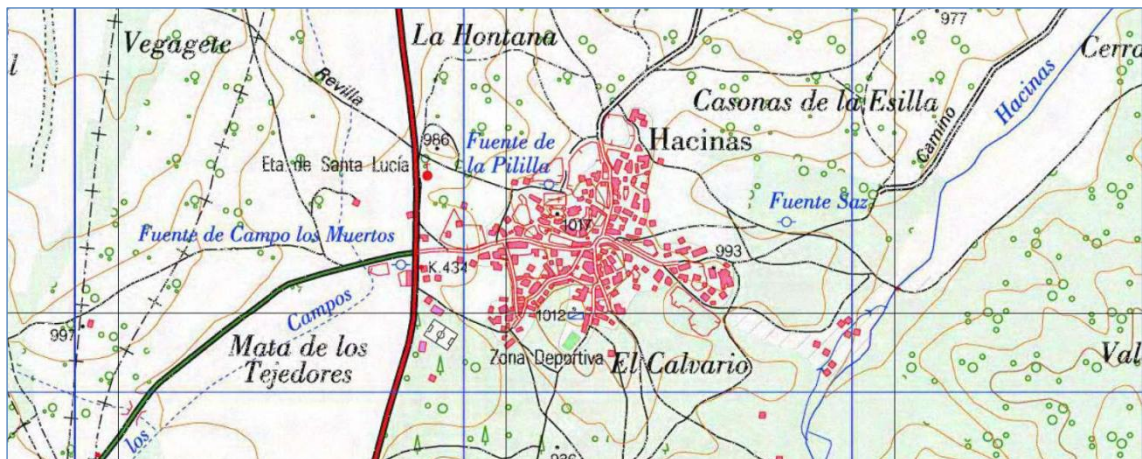 977
Vegagete
La Hontana
Cerra
l
Revilla
Hacinas
Casonas de la Esilla
986
Fuente de
la Pililla
Hacinas
Camino
Eta. de Santa Lucía
Fuente Saz
1017
Fuente de Campo los Muertos
993
K.434
Campos
1012
997
Mata de los
Tejedores
Zona Deportiva
El Calvario
Val
los